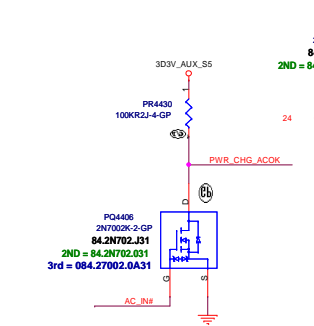 8
2ND = 84
3D3V_AUX_S5
1
PR4430
100KR2J-4-GP
24
PWR_CHG_ACOK
D
PQ4406
2N7002K-2-GP
84.2N702.J31
2ND = 84.2N702.031
3rd = 084.27002.0A31
G
S
AC_IN#